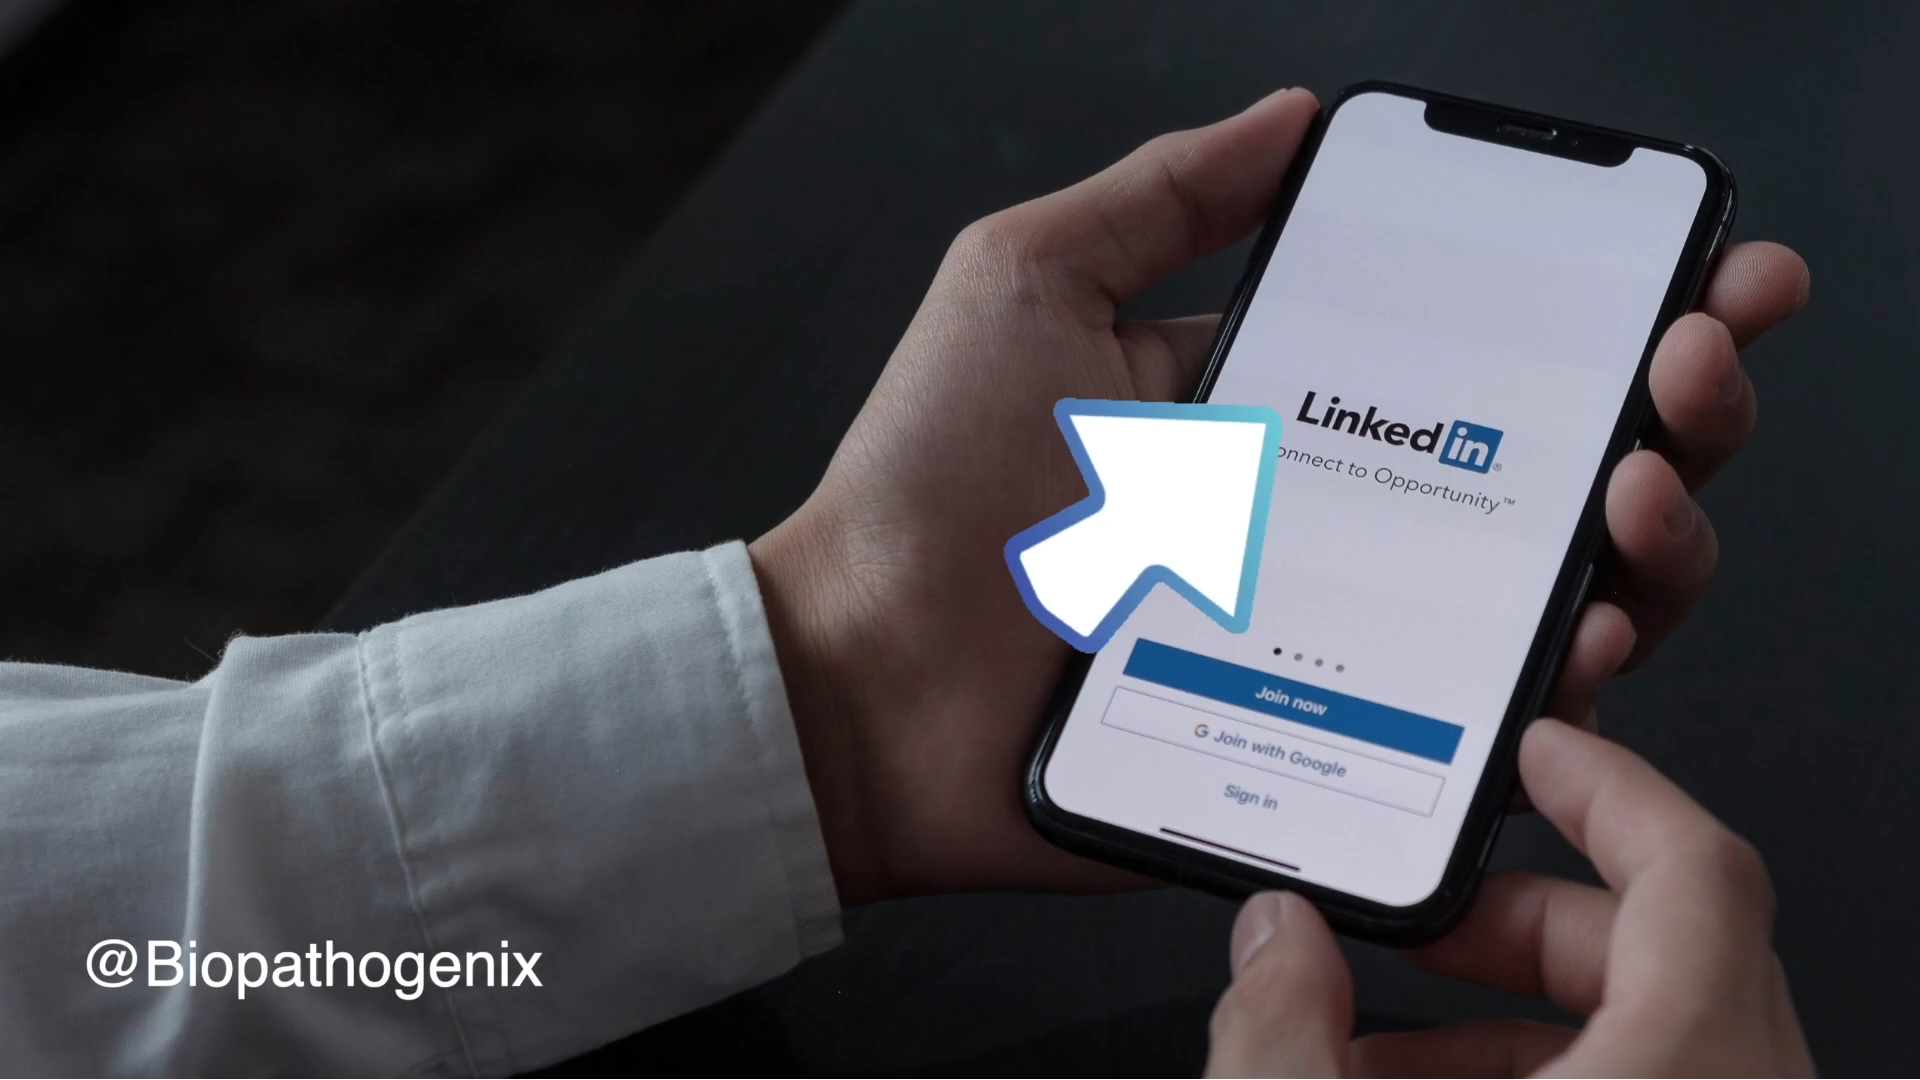 Linkedin®
onnect to Opportunity™
Join now
G Join with Google
Sign in
@Biopathogenix